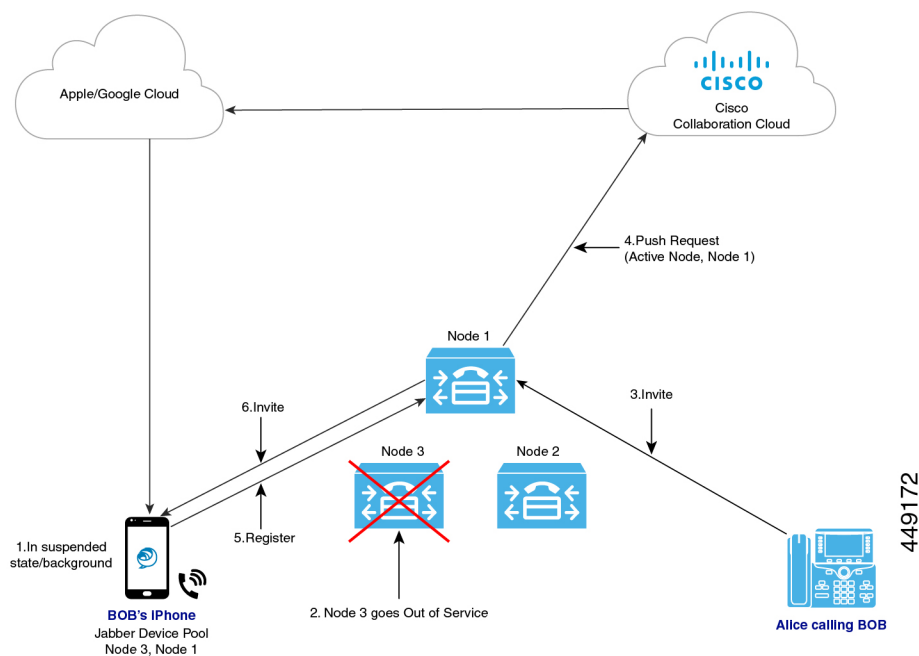 Apple/Google Cloud
CISCO
Cisco
Collaboration Cloud
4.Push Request
(Active Node, Node 1)
Node 1
6.Invite
3.Invite
Node 3
Node 2
5.Register
1.In suspended
state/background
2. Node 3 goes Out of Service
BOB's IPhone
Jabber Device Pool
Node 3, Node 1
Alice calling BOB
449172